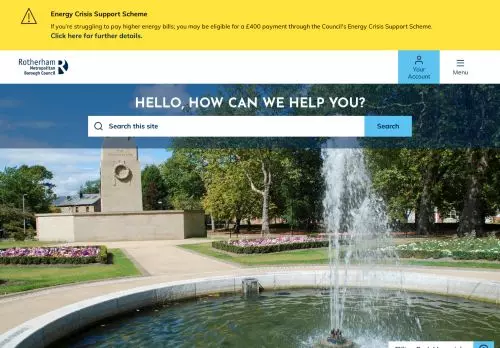 Energy Crisis Support Scheme
If you're struggling to pay higher energy bills; you may be eligible for a £400 payment through the Council's Energy Crisis Support Scheme.
Click here for further details.
Rotherham
Metropolitan
Borough Council
Your
Account
Menu
HELLO, HOW CAN WE HELP YOU?
Search this site
Search